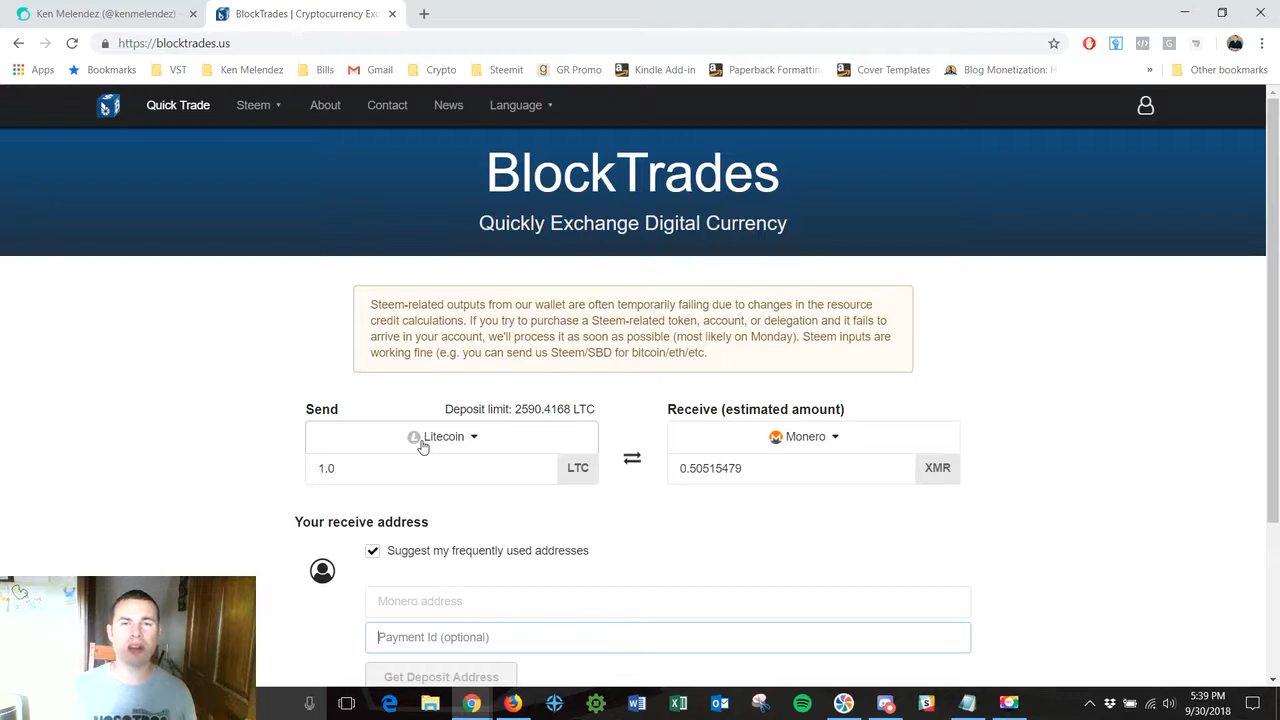 Ken Melendez (@kenmelendez)
BlockTrades | Cryptocurrency Exc
https://blocktrades.us
Apps
Bookmarks
VST
Ken Melendez
Bills
Gmail
Crypto
Steemit
GR Promo
Kindle Add-in
Paperback Formatting
Cover Templates
Blog Monetization: H
»
Other bookmarks
Quick Trade
Steem
About
Contact
News
Language
BlockTrades
Quickly Exchange Digital Currency
Steem-related outputs from our wallet are often temporarily failing due to changes in the resource
credit calculations. If you try to purchase a Steem-related token, account, or delegation and it fails to
arrive in your account, we'll process it as soon as possible (most likely on Monday). Steem inputs are
working fine (e.g. you can send us Steem/SBD for bitcoin/eth/etc.
Send
Deposit limit: 2590.4168 LTC
Receive (estimated amount)
Litecoin
Monero
1.0
LTC
0.50515479
XMR
Your receive address
Suggest my frequently used addresses
Monero address
Payment Id (optional)
Get Deposit Address
5:39 PM
9/30/2018